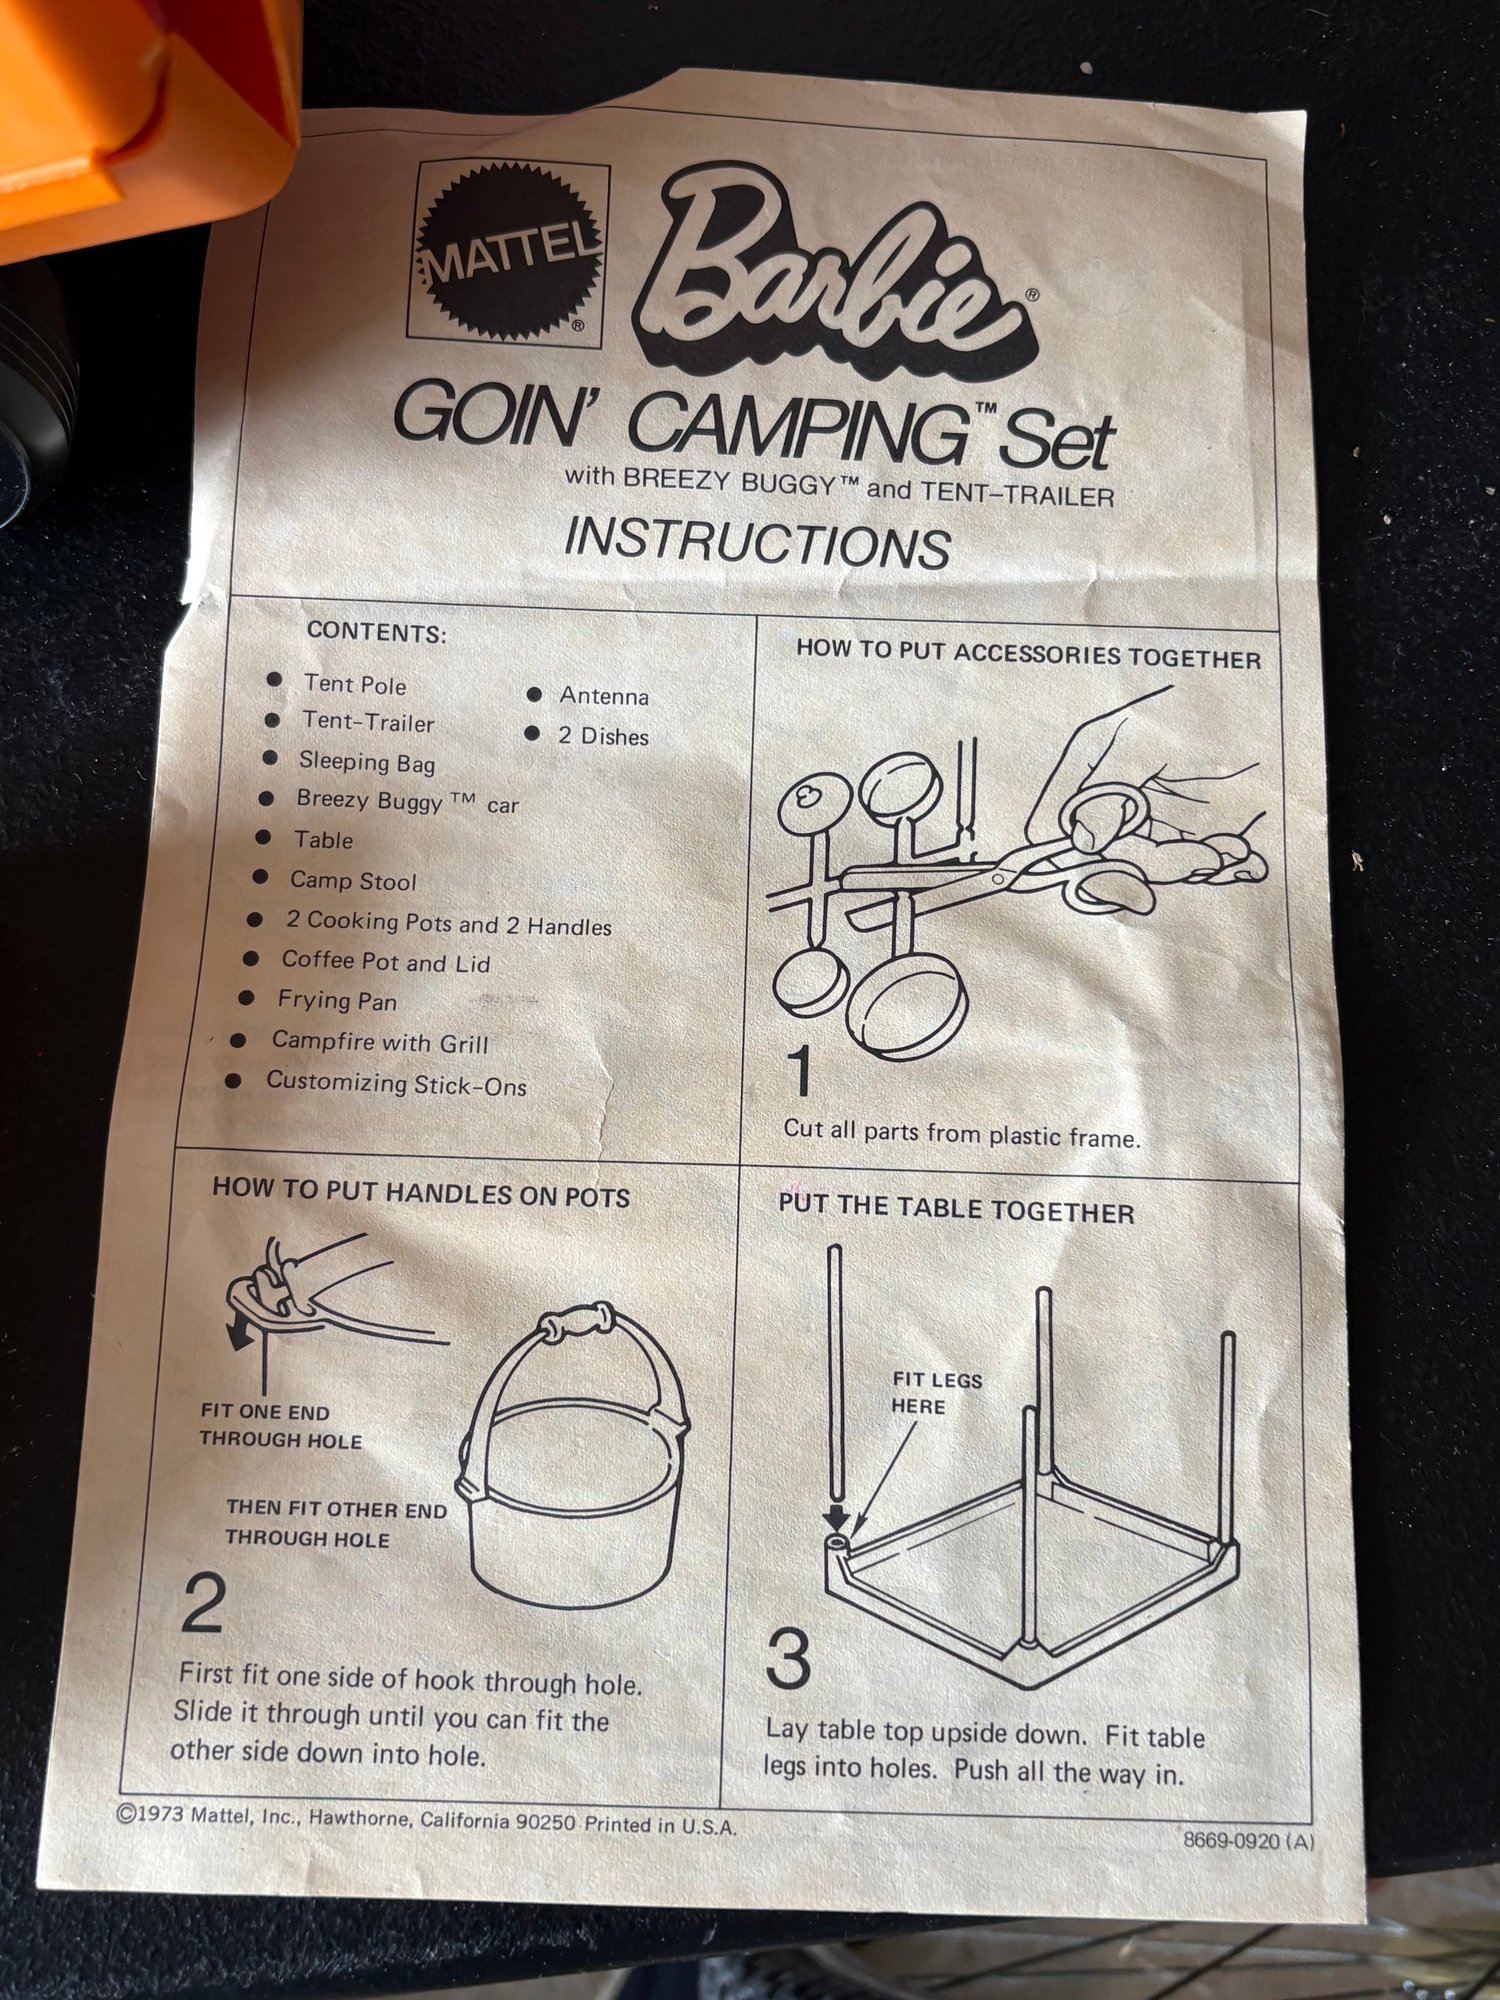 MATTEL
®
Barbie®
GOIN' CAMPING™ Set
with BREEZY BUGGY™ and TENT-TRAILER
INSTRUCTIONS
CONTENTS:
● Tent Pole
● Tent-Trailer
● Sleeping Bag
● Breezy Buggy™ car
● Table
● Camp Stool
● 2 Cooking Pots and 2 Handles
● Coffee Pot and Lid
● Frying Pan
● Campfire with Grill
● Customizing Stick-Ons
● Antenna
● 2 Dishes
HOW TO PUT ACCESSORIES TOGETHER
1
Cut all parts from plastic frame.
HOW TO PUT HANDLES ON POTS
FIT ONE END
THROUGH HOLE
THEN FIT OTHER END
THROUGH HOLE
2
First fit one side of hook through hole.
Slide it through until you can fit the
other side down into hole.
PUT THE TABLE TOGETHER
FIT LEGS
HERE
3
Lay table top upside down. Fit table
legs into holes. Push all the way in.
©1973 Mattel, Inc., Hawthorne, California 90250 Printed in U.S.A.
8669-0920 (A)